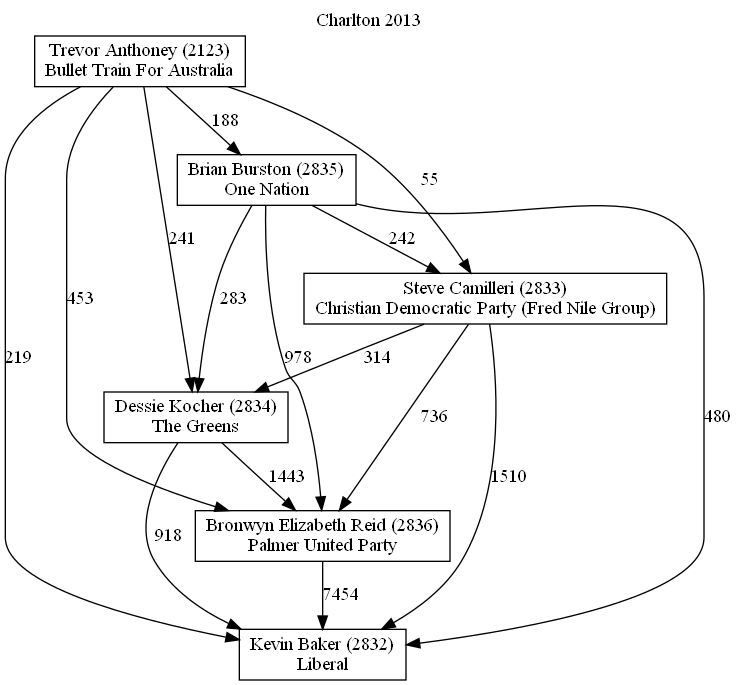 Charlton 2013
Trevor Anthoney (2123)
Bullet Train For Australia
188
Brian Burston (2835)
One Nation
55
241
242
Steve Camilleri (2833)
Christian Democratic Party (Fred Nile Group)
453
283
219
978
314
Dessie Kocher (2834)
The Greens
736
480
1443
1510
Bronwyn Elizabeth Reid (2836)
Palmer United Party
918
7454
Kevin Baker (2832)
Liberal